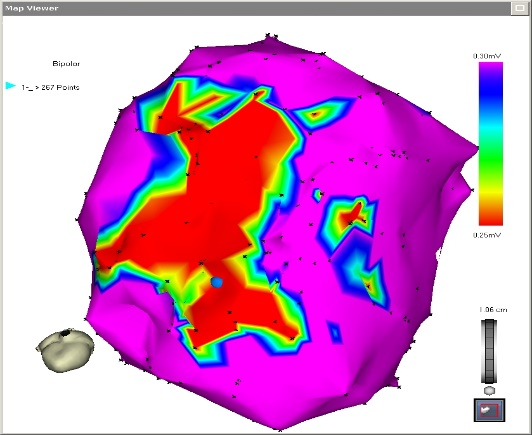 Map Viewer
Bipolar
1-_ > 267 Points
0.30mV
0.25mV
1.06 cm